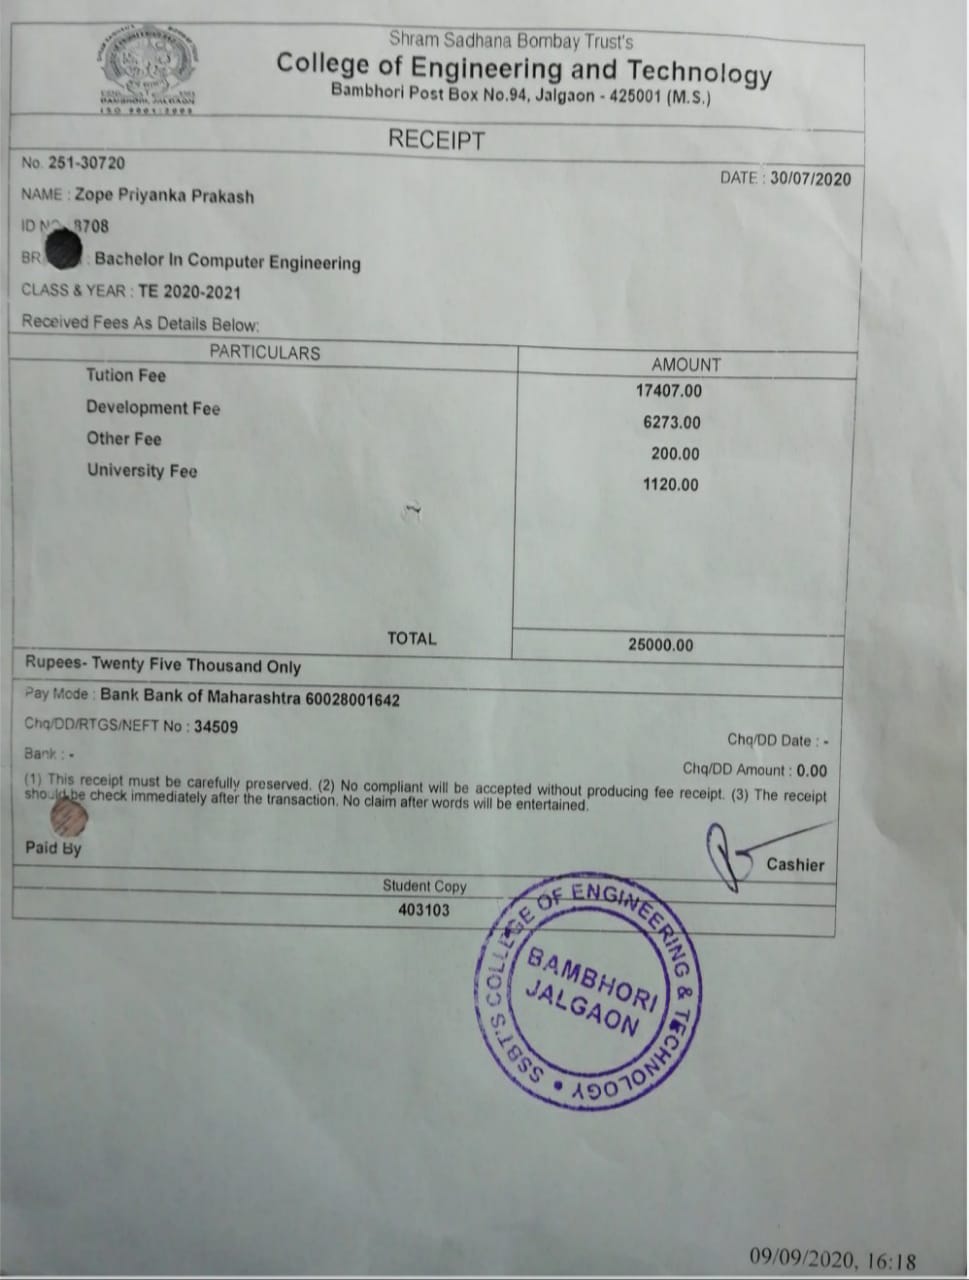 Shram Sadhana Bombay Trust's
College of Engineering and Technology
Bambhori Post Box No.94, Jalgaon - 425001 (M.S.)
BAMBHORI, JALGAON
RECEIPT
No. 251-30720
DATE : 30/07/2020
NAME : Zope Priyanka Prakash
ID 8708
BR : Bachelor In Computer Engineering
CLASS & YEAR : TE 2020-2021
Received Fees As Details Below:
PARTICULARS AMOUNT
Tution Fee 17407.00
Development Fee 6273.00
Other Fee 200.00
University Fee 1120.00
TOTAL 25000.00
Rupees- Twenty Five Thousand Only
Pay Mode : Bank Bank of Maharashtra 60028001642
Chq/DD/RTGS/NEFT No : 34509
Chq/DD Date : -
Bank : -
Chq/DD Amount : 0.00
(1) This receipt must be carefully preserved. (2) No compliant will be accepted without producing fee receipt. (3) The receipt
should be check immediately after the transaction. No claim after words will be entertained.
Paid By
Cashier
Student Copy
403103
SSBT'S COLLEGE OF ENGINEERING & TECHNOLOGY
BAMBHORI
JALGAON
09/09/2020, 16:18